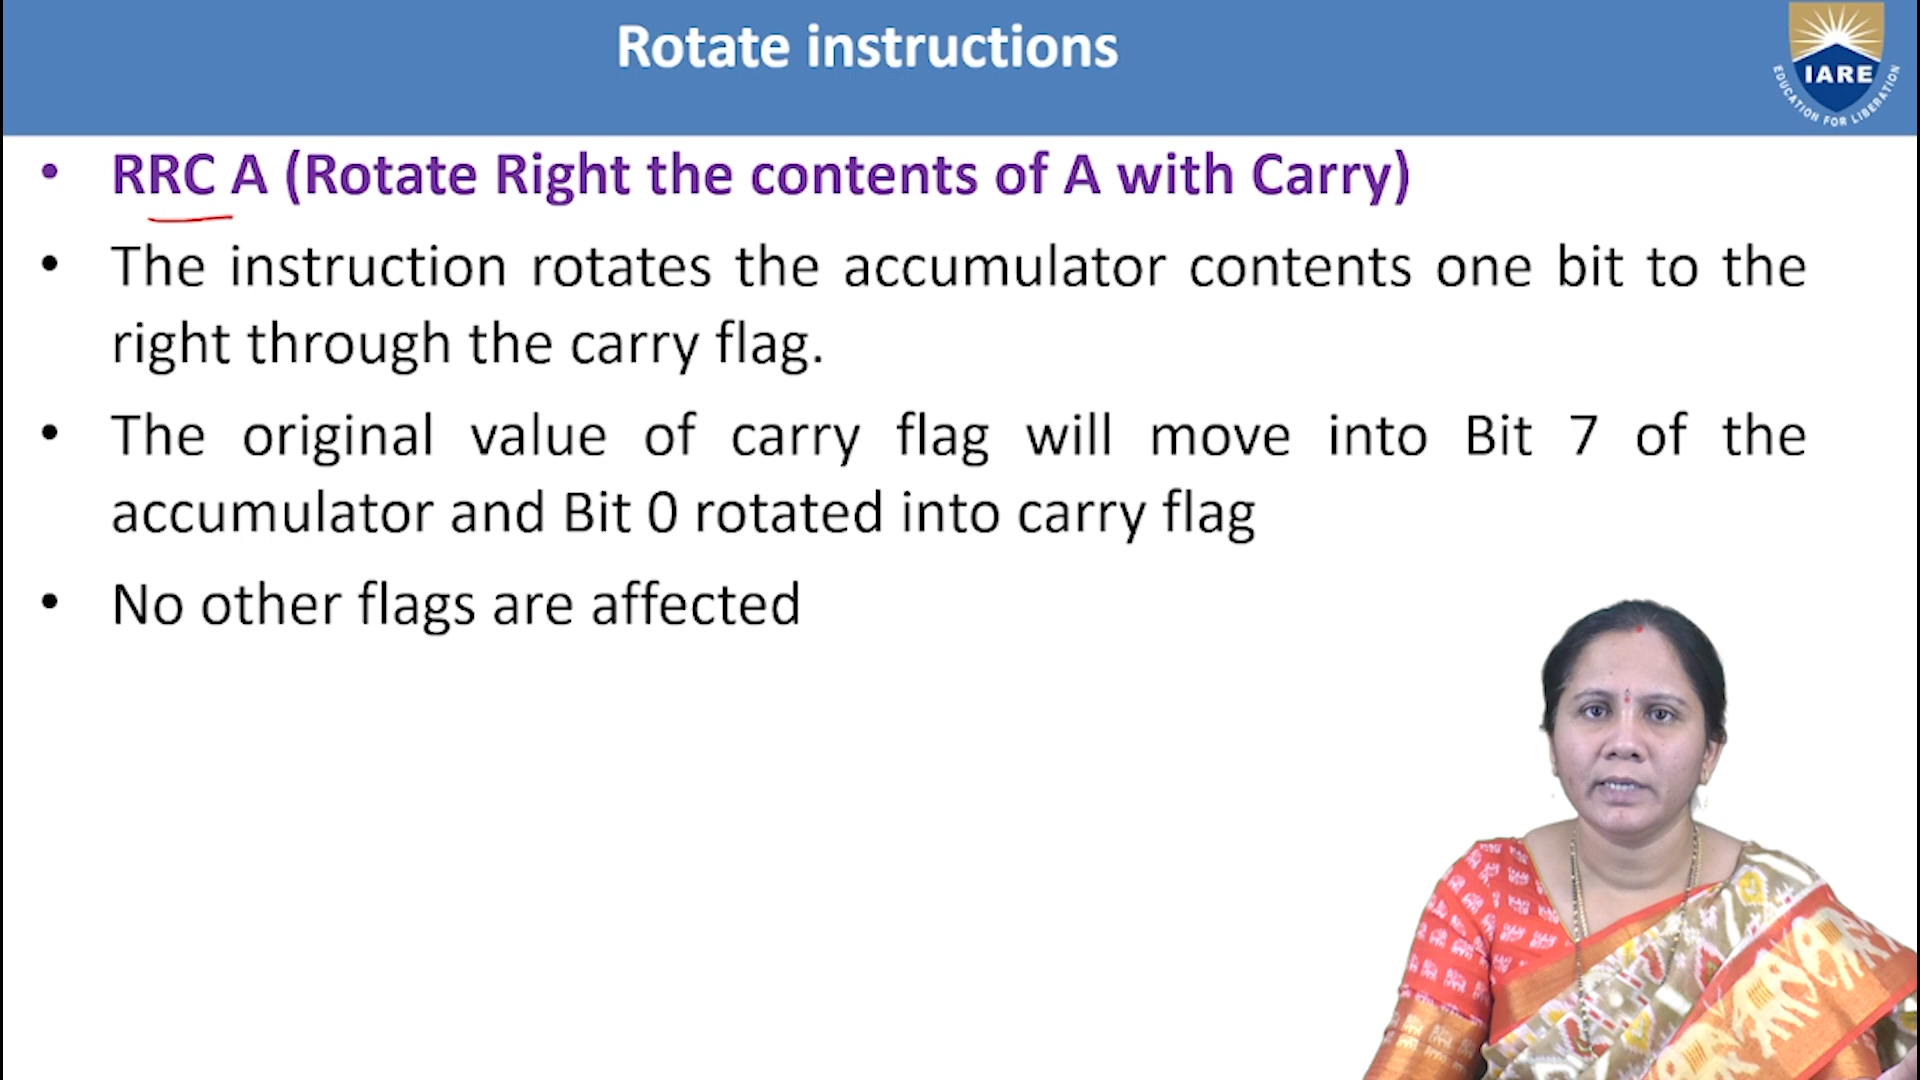 Rotate instructions
IARE
EDUCATION FOR LIBERATION
• RRC A (Rotate Right the contents of A with Carry)
• The instruction rotates the accumulator contents one bit to the
right through the carry flag.
• The original value of carry flag will move into Bit 7 of the
accumulator and Bit 0 rotated into carry flag
• No other flags are affected